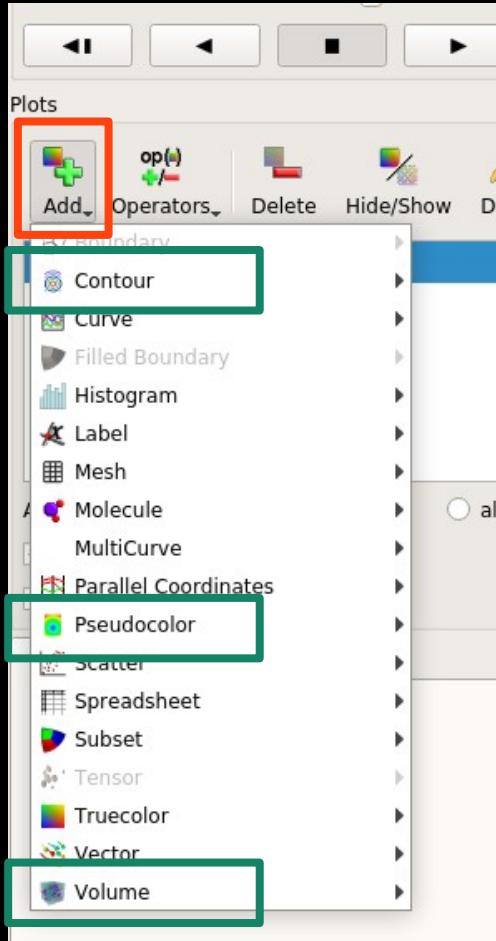 Plots
op(.)
Add Operators Delete Hide/Show
Boundary
Contour
Curve
Filled Boundary
Histogram
Label
Mesh
Molecule
MultiCurve
Parallel Coordinates
Pseudocolor
Scatter
Spreadsheet
Subset
Tensor
Truecolor
Vector
Volume